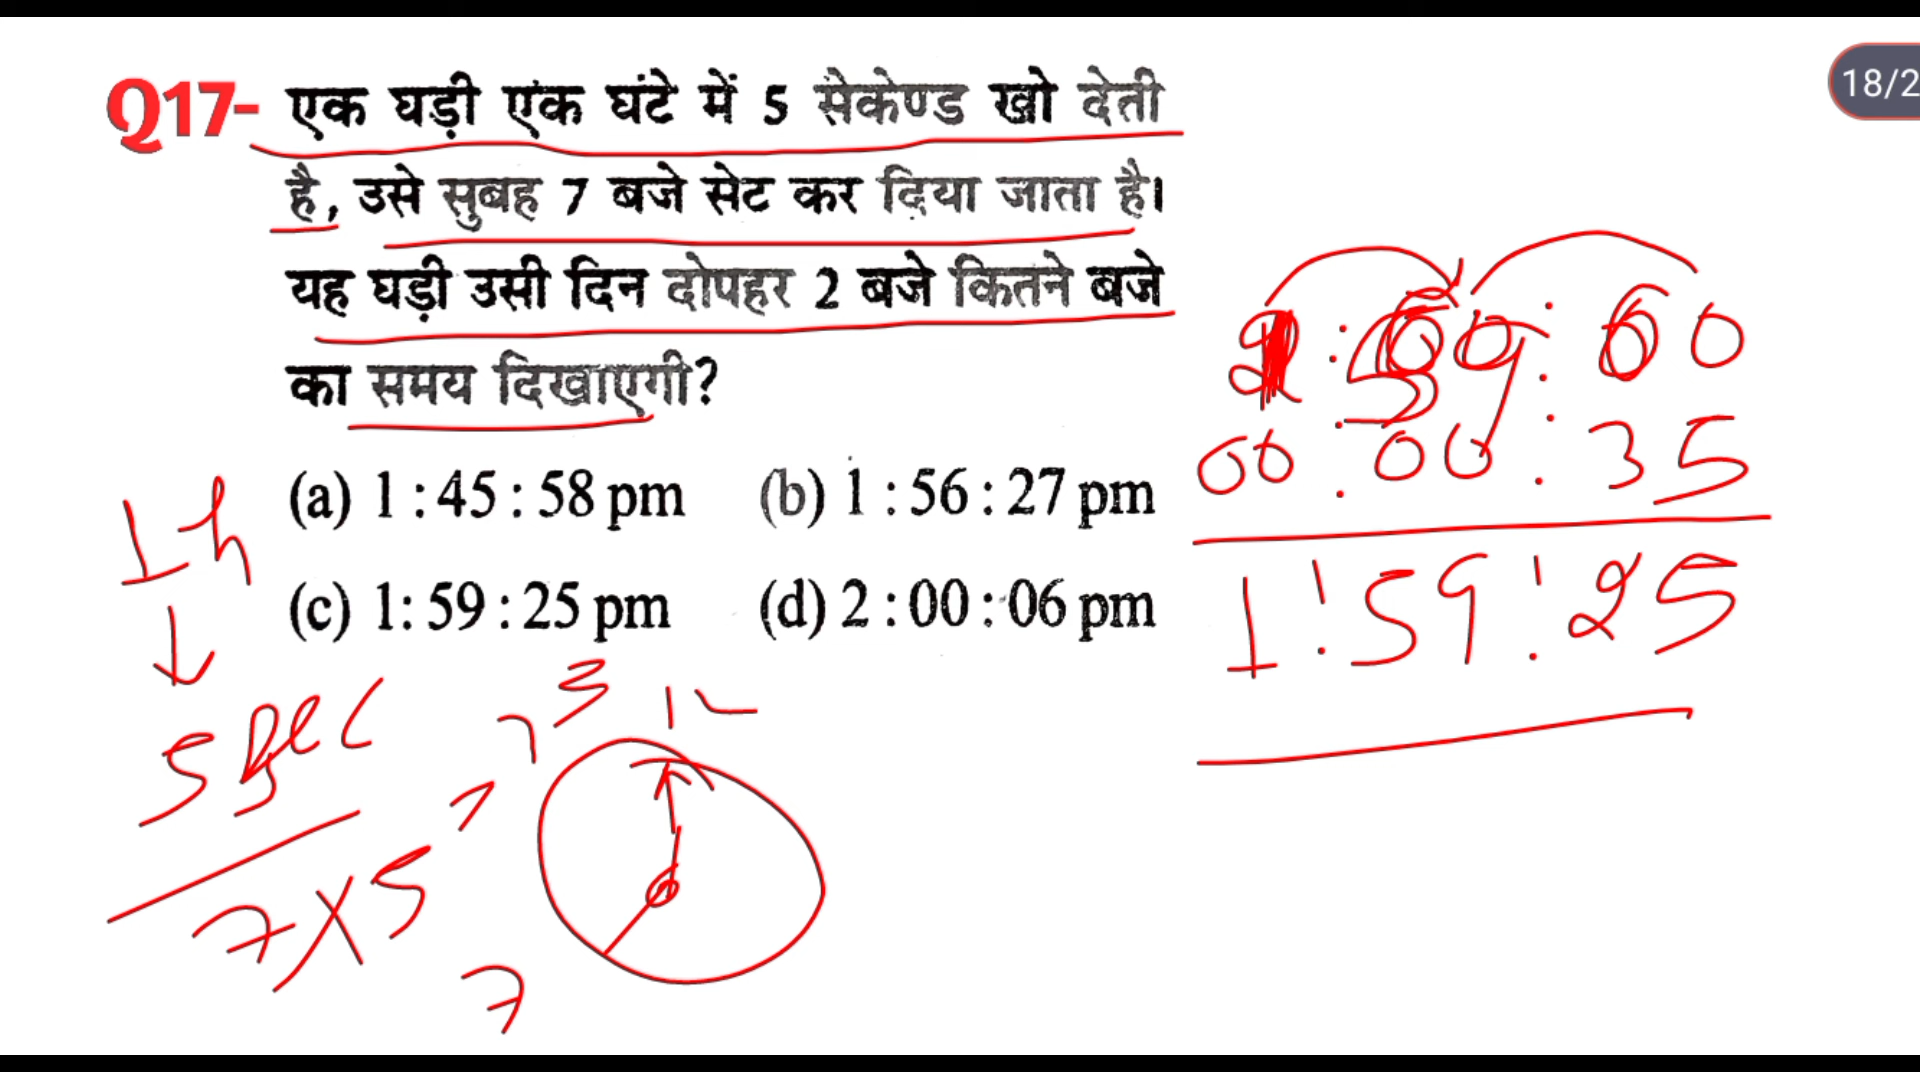 Q17- एक घड़ी एक घंटे में 5 सैकेण्ड खो देती
है, उसे सुबह 7 बजे सेट कर दिया जाता है।
यह घड़ी उसी दिन दोपहर 2 बजे कितने बजे
का समय दिखाएगी?
(a) 1 : 45 : 58 pm (b) 1 : 56 : 27 pm
(c) 1 : 59 : 25 pm (d) 2 : 00 : 06 pm
18/2
1 : 59 : 60
00 : 00 : 35
1 : 59 : 25
1h
↓
5 sec
7×5
12
7